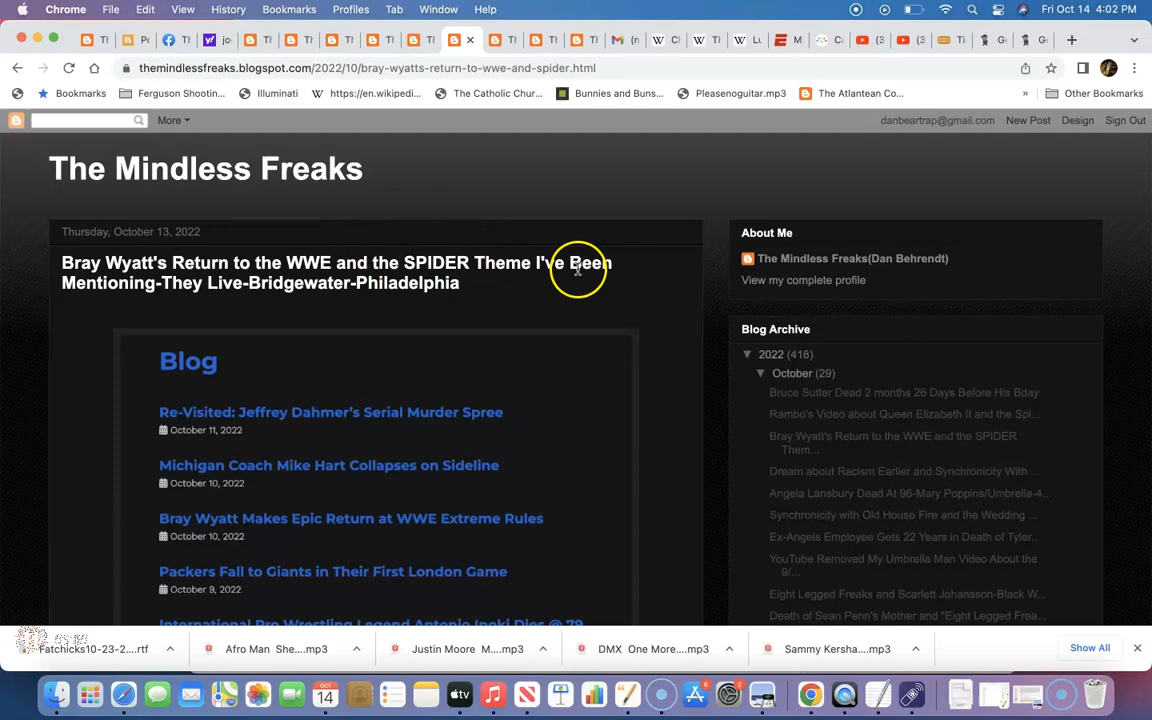 Chrome File Edit View History Bookmarks Profiles Tab Window Help Fri Oct 14 4:02 PM
themindlessfreaks.blogspot.com/2022/10/bray-wyatts-return-to-wwe-and-spider.html
Bookmarks Ferguson Shootin... Illuminati https://en.wikipedi... The Catholic Chur... Bunnies and Buns... Pleasenoguitar.mp3 The Atlantean Co... » Other Bookmarks
More danbeartrap@gmail.com New Post Design Sign Out
The Mindless Freaks
Thursday, October 13, 2022
Bray Wyatt's Return to the WWE and the SPIDER Theme I've Been
Mentioning-They Live-Bridgewater-Philadelphia
Blog
Re-Visited: Jeffrey Dahmer's Serial Murder Spree
October 11, 2022
Michigan Coach Mike Hart Collapses on Sideline
October 10, 2022
Bray Wyatt Makes Epic Return at WWE Extreme Rules
October 10, 2022
Packers Fall to Giants in Their First London Game
October 9, 2022
International Pro Wrestling Legend Antonio Inoki Dies @ 79
About Me
The Mindless Freaks(Dan Behrendt)
View my complete profile
Blog Archive
▼ 2022 (418)
▼ October (29)
Bruce Sutter Dead 2 months 26 Days Before His Bday
Rambo's Video about Queen Elizabeth II and the Spi...
Bray Wyatt's Return to the WWE and the SPIDER
Them...
Dream about Racism Earlier and Synchronicity With ...
Angela Lansbury Dead At 96-Mary Poppins/Umbrella-4...
Synchronicity with Old House Fire and the Wedding ...
Ex-Angels Employee Gets 22 Years in Death of Tyler...
YouTube Removed My Umbrella Man Video About the
9/...
Eight Legged Freaks and Scarlett Johansson-Black W...
Death of Sean Penn's Mother and "Eight Legged Frea...
Fatchicks10-23-2....rtf Afro Man She....mp3 Justin Moore M....mp3 DMX One More....mp3 Sammy Kersha....mp3 Show All